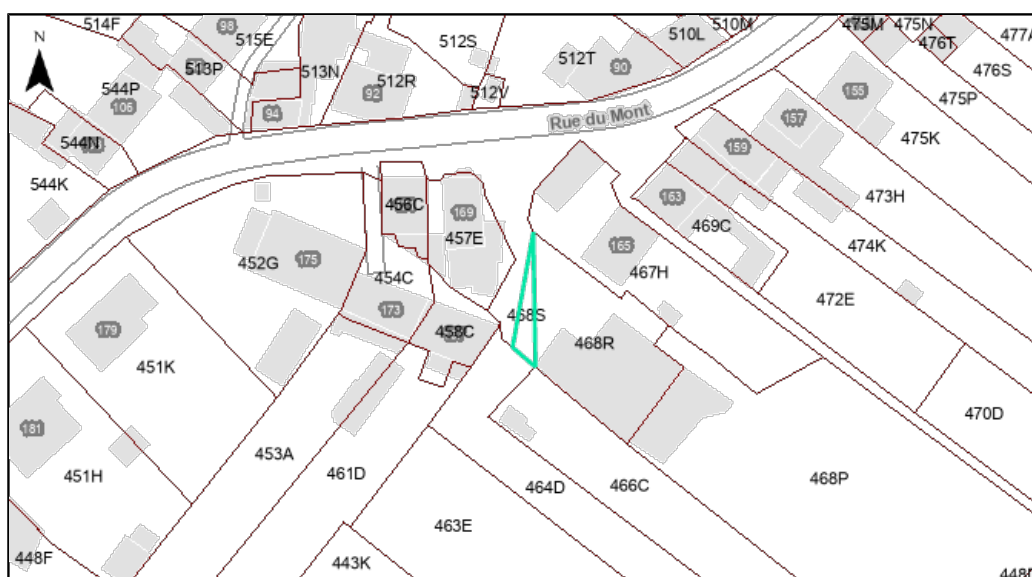 514F
98
515E
512S
510L
510M
475M
475N
476T
477A
N
513P
513N
512T
90
476S
544P
512R
92
512V
155
475P
106
94
Rue du Mont
157
475K
544N
159
544K
456C
163
473H
169
457E
469C
165
474K
452G
175
454C
467H
472E
173
468S
179
458C
468R
451K
470D
181
453A
461D
451H
464D
466C
468P
463E
448F
443K